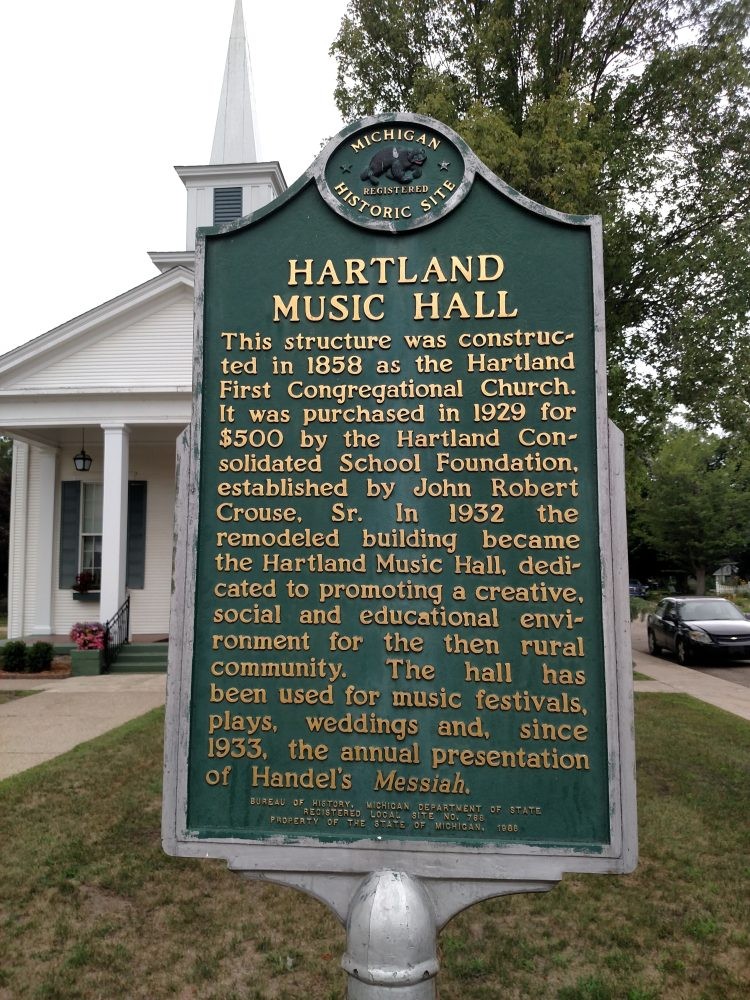 MICHIGAN
REGISTERED
HISTORIC SITE
HARTLAND
MUSIC HALL
This structure was construc-
ted in 1858 as the Hartland
First Congregational Church.
It was purchased in 1929 for
$500 by the Hartland Con-
solidated School Foundation,
established by John Robert
Crouse, Sr. In 1932 the
remodeled building became
the Hartland Music Hall, dedi-
cated to promoting a creative,
social and educational envi-
ronment for the then rural
community. The hall has
been used for music festivals,
plays, weddings and, since
1933, the annual presentation
of Handel's Messiah.
BUREAU OF HISTORY, MICHIGAN DEPARTMENT OF STATE
REGISTERED LOCAL SITE NO.
PROPERTY OF THE STATE OF MICHIGAN,